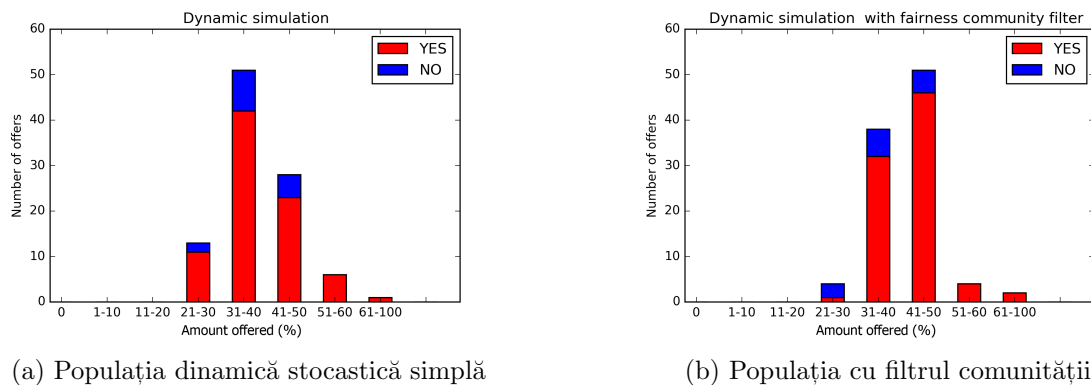 Dynamic simulation
60
50
40
30
20
10
0
Number of offers
YES
NO
0 1-10 11-20 21-30 31-40 41-50 51-60 61-100
Amount offered (%)
(a) Populația dinamică stocastică simplă
Dynamic simulation with fairness community filter
60
50
40
30
20
10
0
Number of offers
YES
NO
0 1-10 11-20 21-30 31-40 41-50 51-60 61-100
Amount offered (%)
(b) Populația cu filtrul comunității